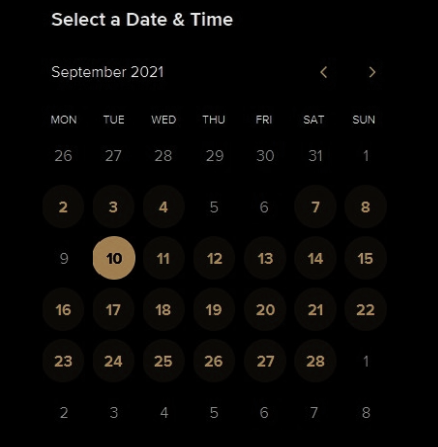 Select a Date & Time
September 2021
MON TUE WED THU FRI SAT SUN
26 27 28 29 30 31 1
2 3 4 5 6 7 8
9 10 11 12 13 14 15
16 17 18 19 20 21 22
23 24 25 26 27 28 1
2 3 4 5 6 7 8